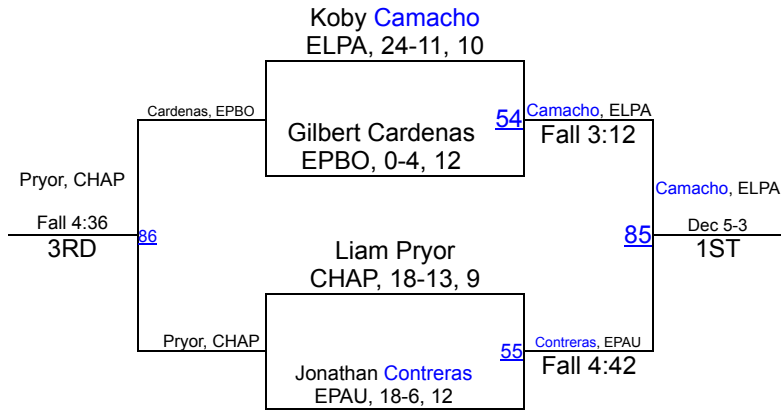 Koby Camacho
ELPA, 24-11, 10
Cardenas, EPBO
Gilbert Cardenas
EPBO, 0-4, 12
54
Camacho, ELPA
Fall 3:12
Pryor, CHAP
Fall 4:36
3RD
86
Camacho, ELPA
85
Dec 5-3
1ST
Liam Pryor
CHAP, 18-13, 9
Pryor, CHAP
Jonathan Contreras
EPAU, 18-6, 12
55
Contreras, EPAU
Fall 4:42